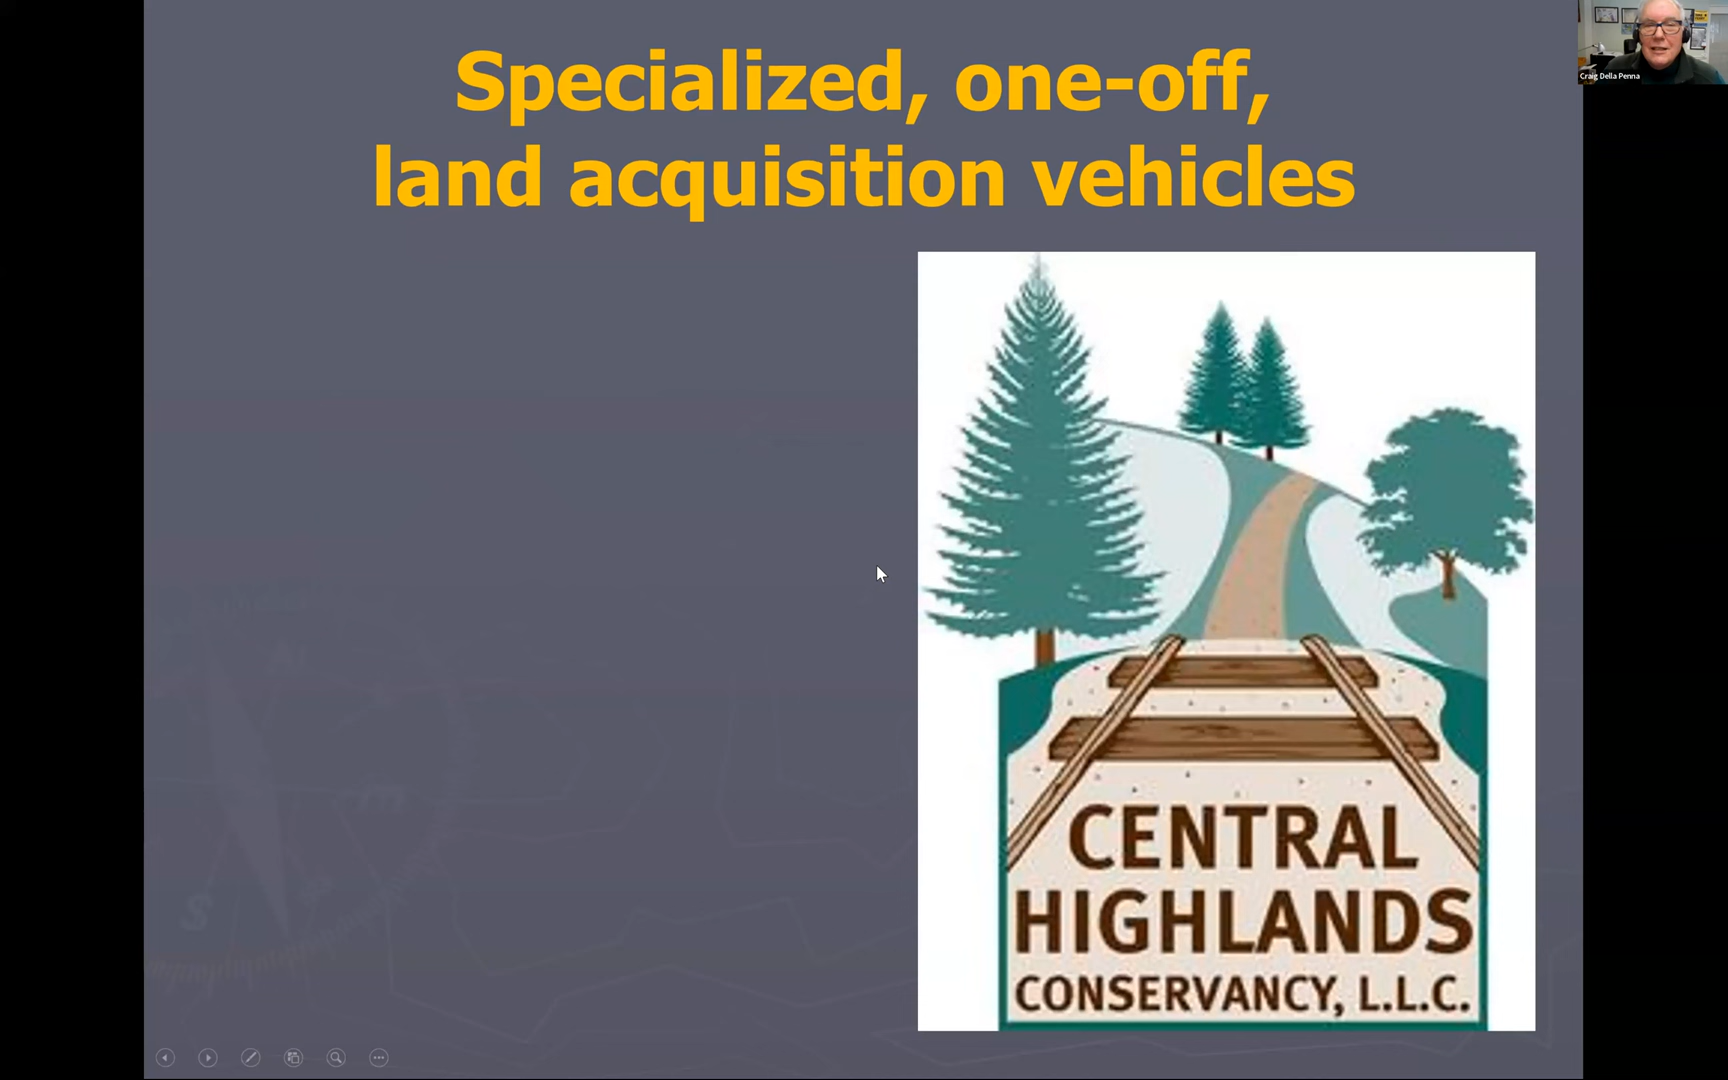 Specialized, one-off,
land acquisition vehicles
Craig Della Penna
CENTRAL
HIGHLANDS
CONSERVANCY, L.L.C.
S